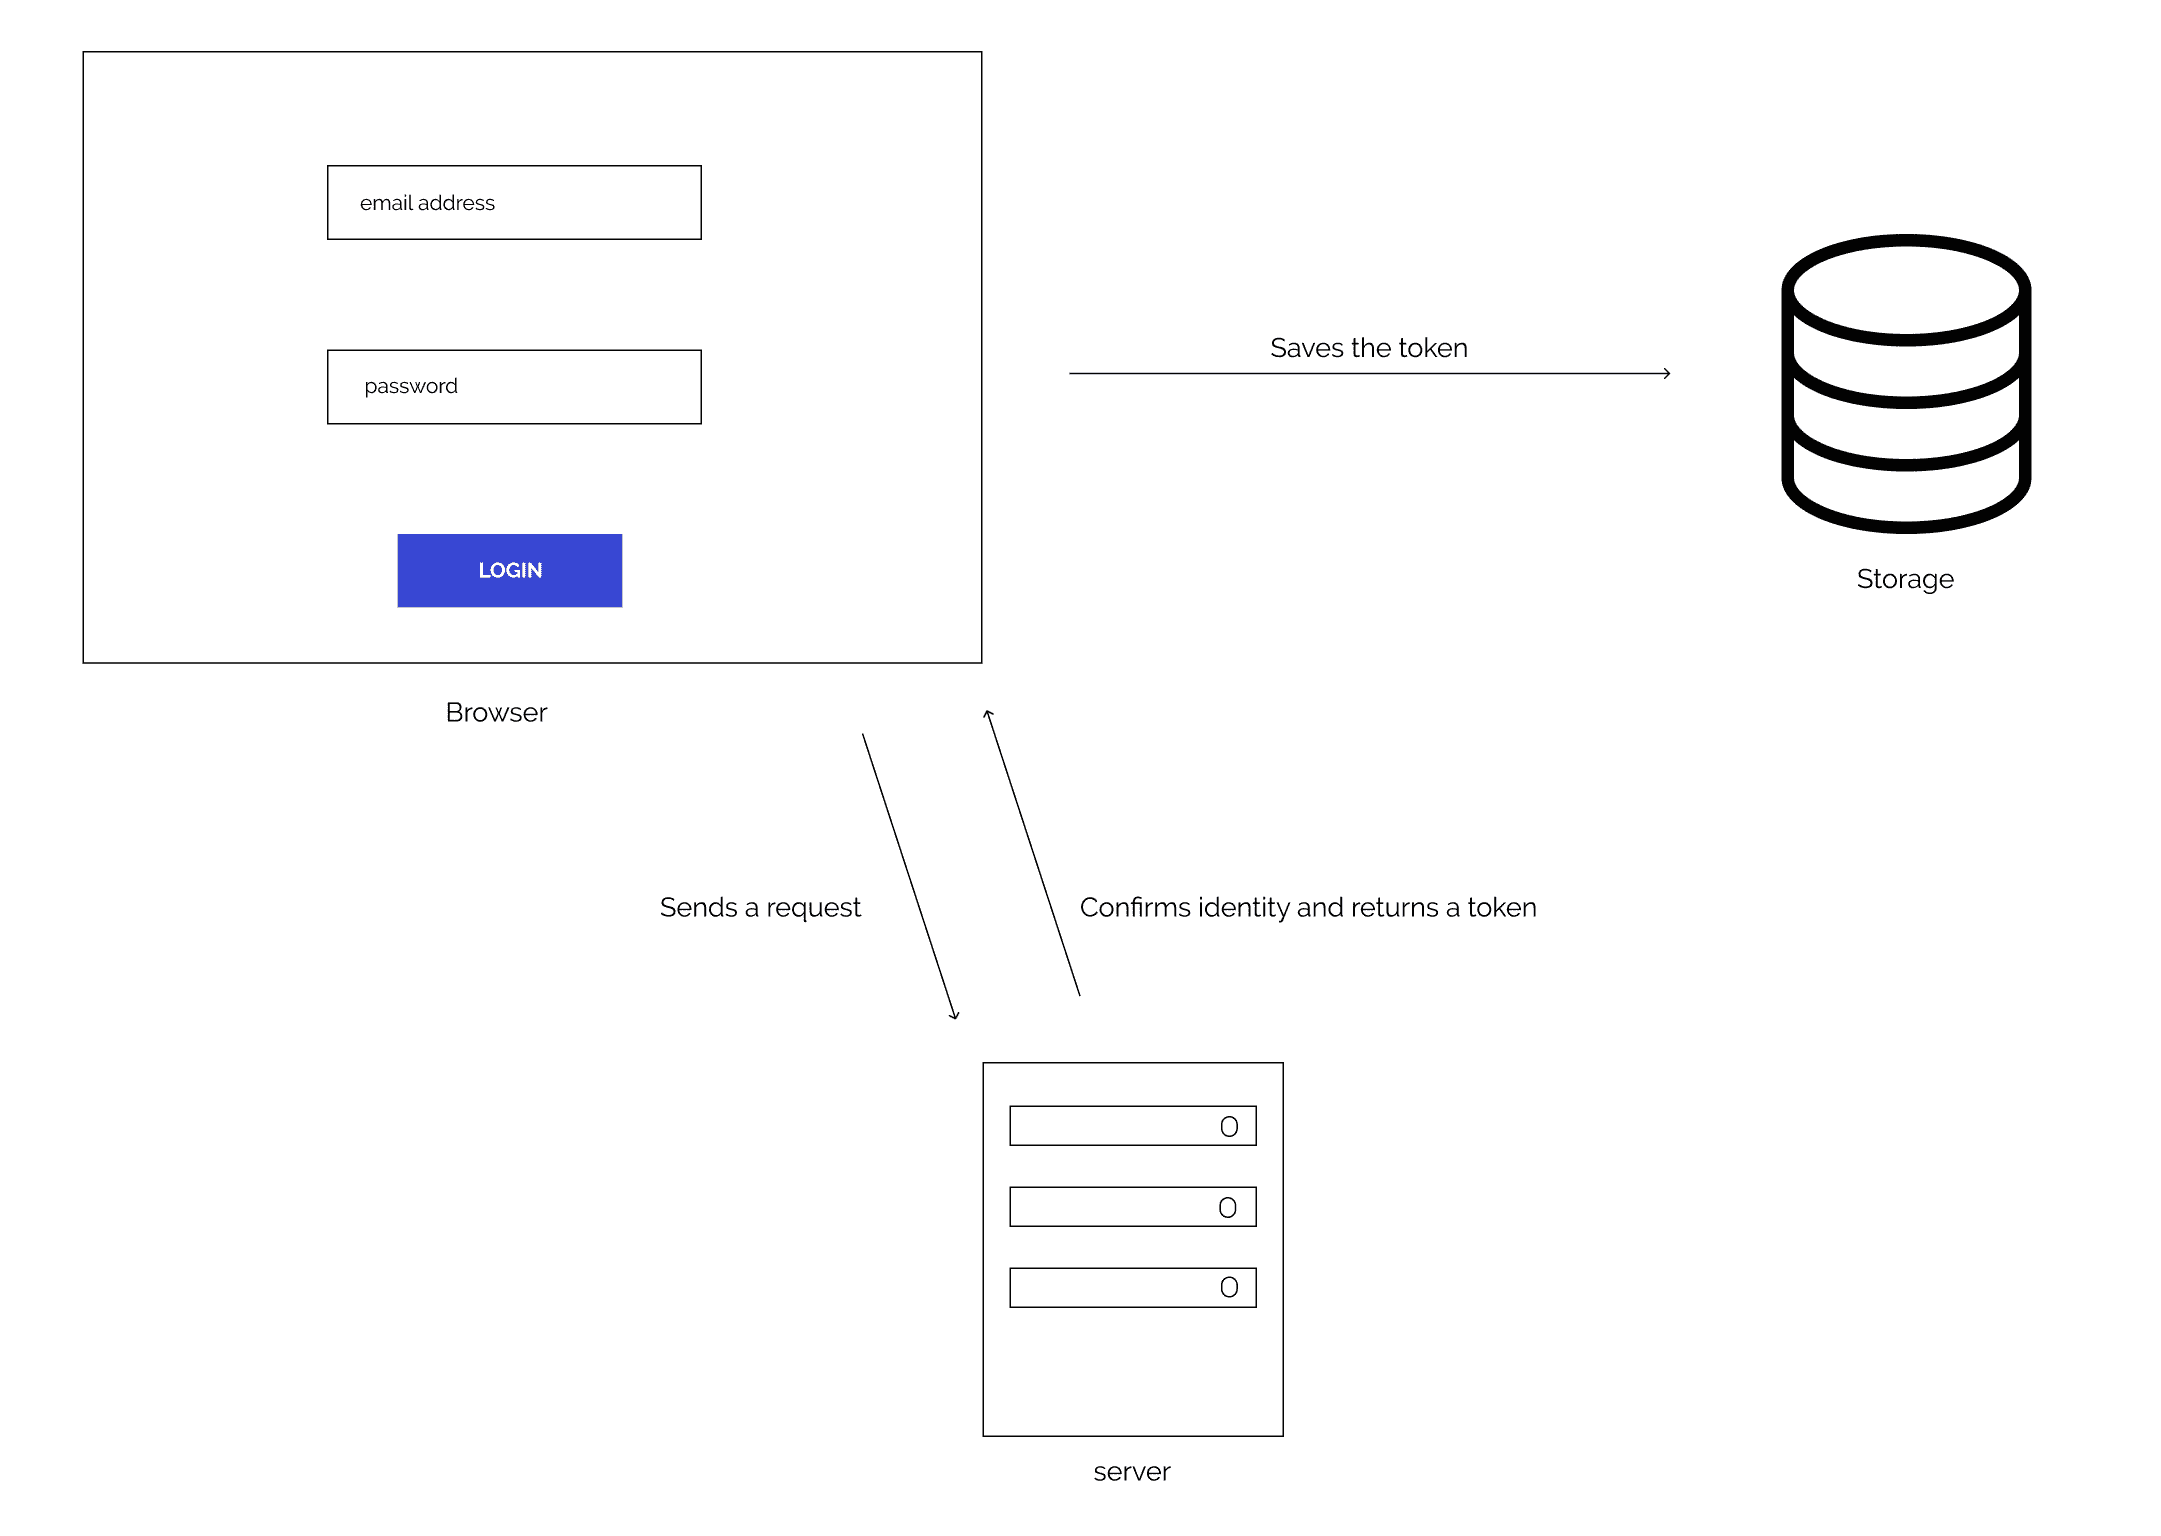 email address
password
LOGIN
Browser
Saves the token
Storage
Sends a request
Confirms identity and returns a token
O
O
O
server